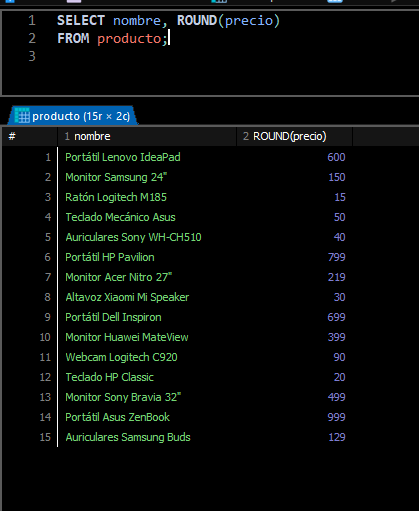 1 SELECT nombre, ROUND(precio)
2 FROM producto;
3
producto (15r × 2c)
# 1 nombre 2 ROUND(precio)
1 Portátil Lenovo IdeaPad 600
2 Monitor Samsung 24" 150
3 Ratón Logitech M185 15
4 Teclado Mecánico Asus 50
5 Auriculares Sony WH-CH510 40
6 Portátil HP Pavilion 799
7 Monitor Acer Nitro 27" 219
8 Altavoz Xiaomi Mi Speaker 30
9 Portátil Dell Inspiron 699
10 Monitor Huawei MateView 399
11 Webcam Logitech C920 90
12 Teclado HP Classic 20
13 Monitor Sony Bravia 32" 499
14 Portátil Asus ZenBook 999
15 Auriculares Samsung Buds 129